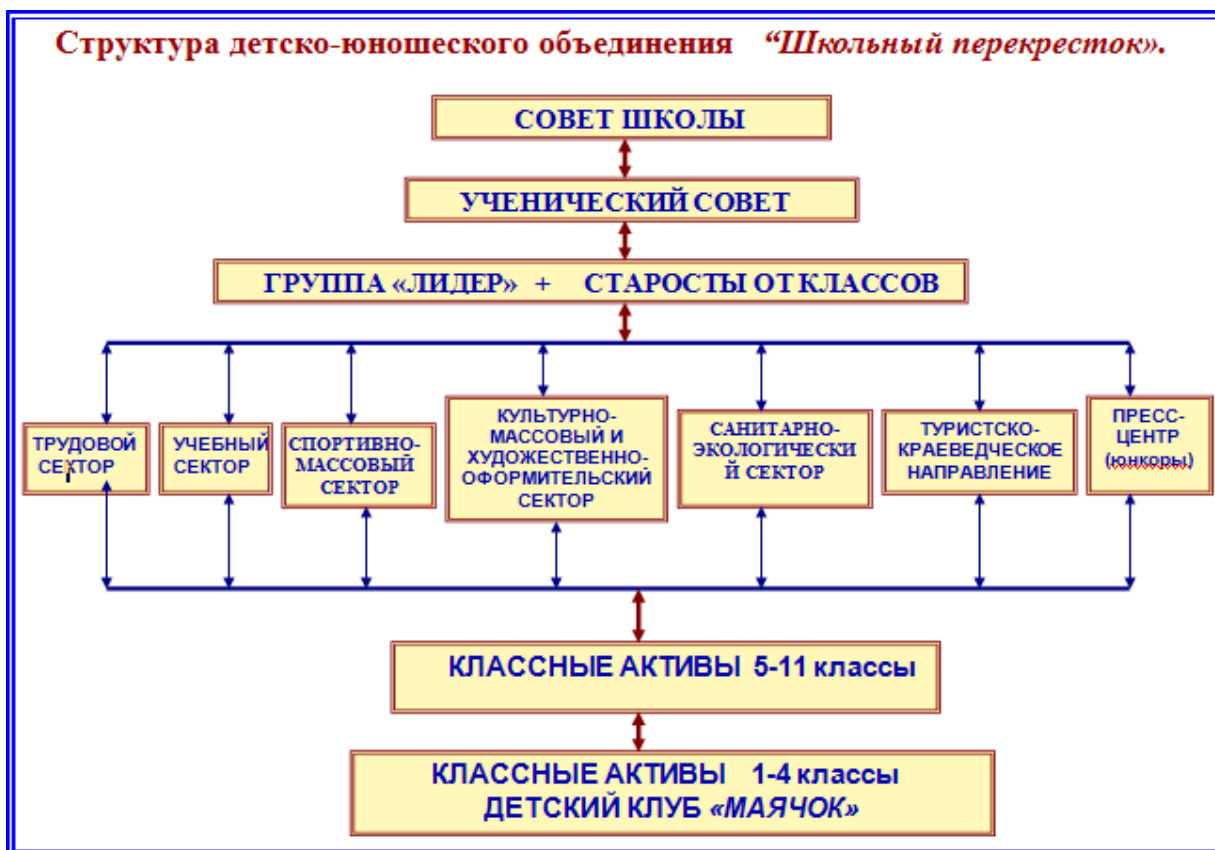 Структура детско-юношеского объединения “Школьный перекресток».
СОВЕТ ШКОЛЫ
УЧЕНИЧЕСКИЙ СОВЕТ
ГРУППА «ЛИДЕР» + СТАРОСТЫ ОТ КЛАССОВ
ТРУДОВОЙ
СЕКТОР
УЧЕБНЫЙ
СЕКТОР
СПОРТИВНО-
МАССОВЫЙ
СЕКТОР
КУЛЬТУРНО-
МАССОВЫЙ И
ХУДОЖЕСТВЕННО-
ОФОРМИТЕЛЬСКИЙ
СЕКТОР
САНИТАРНО-
ЭКОЛОГИЧЕСКИ
Й СЕКТОР
ТУРИСТСКО-
КРАЕВЕДЧЕСКОЕ
НАПРАВЛЕНИЕ
ПРЕСС-
ЦЕНТР
(юнкоры)
КЛАССНЫЕ АКТИВЫ 5-11 классы
КЛАССНЫЕ АКТИВЫ 1-4 классы
ДЕТСКИЙ КЛУБ «МАЯЧОК»